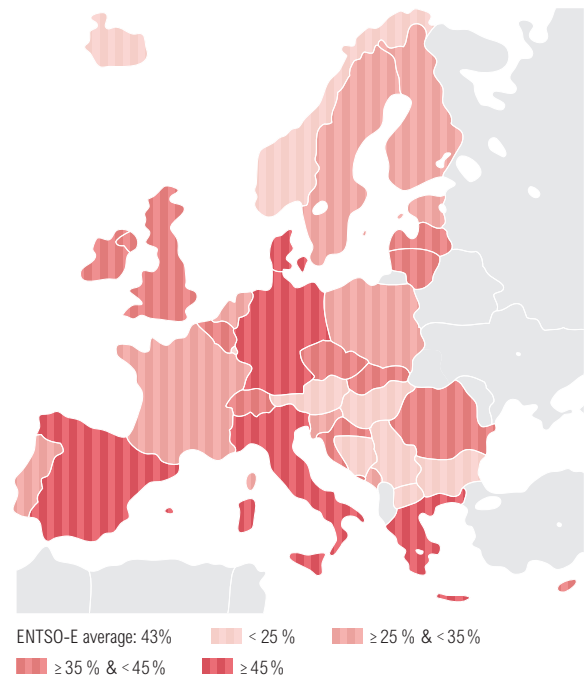 ENTSO-E average: 43% < 25 % ≥ 25 % & < 35 %
≥ 35 % & < 45 % ≥ 45 %